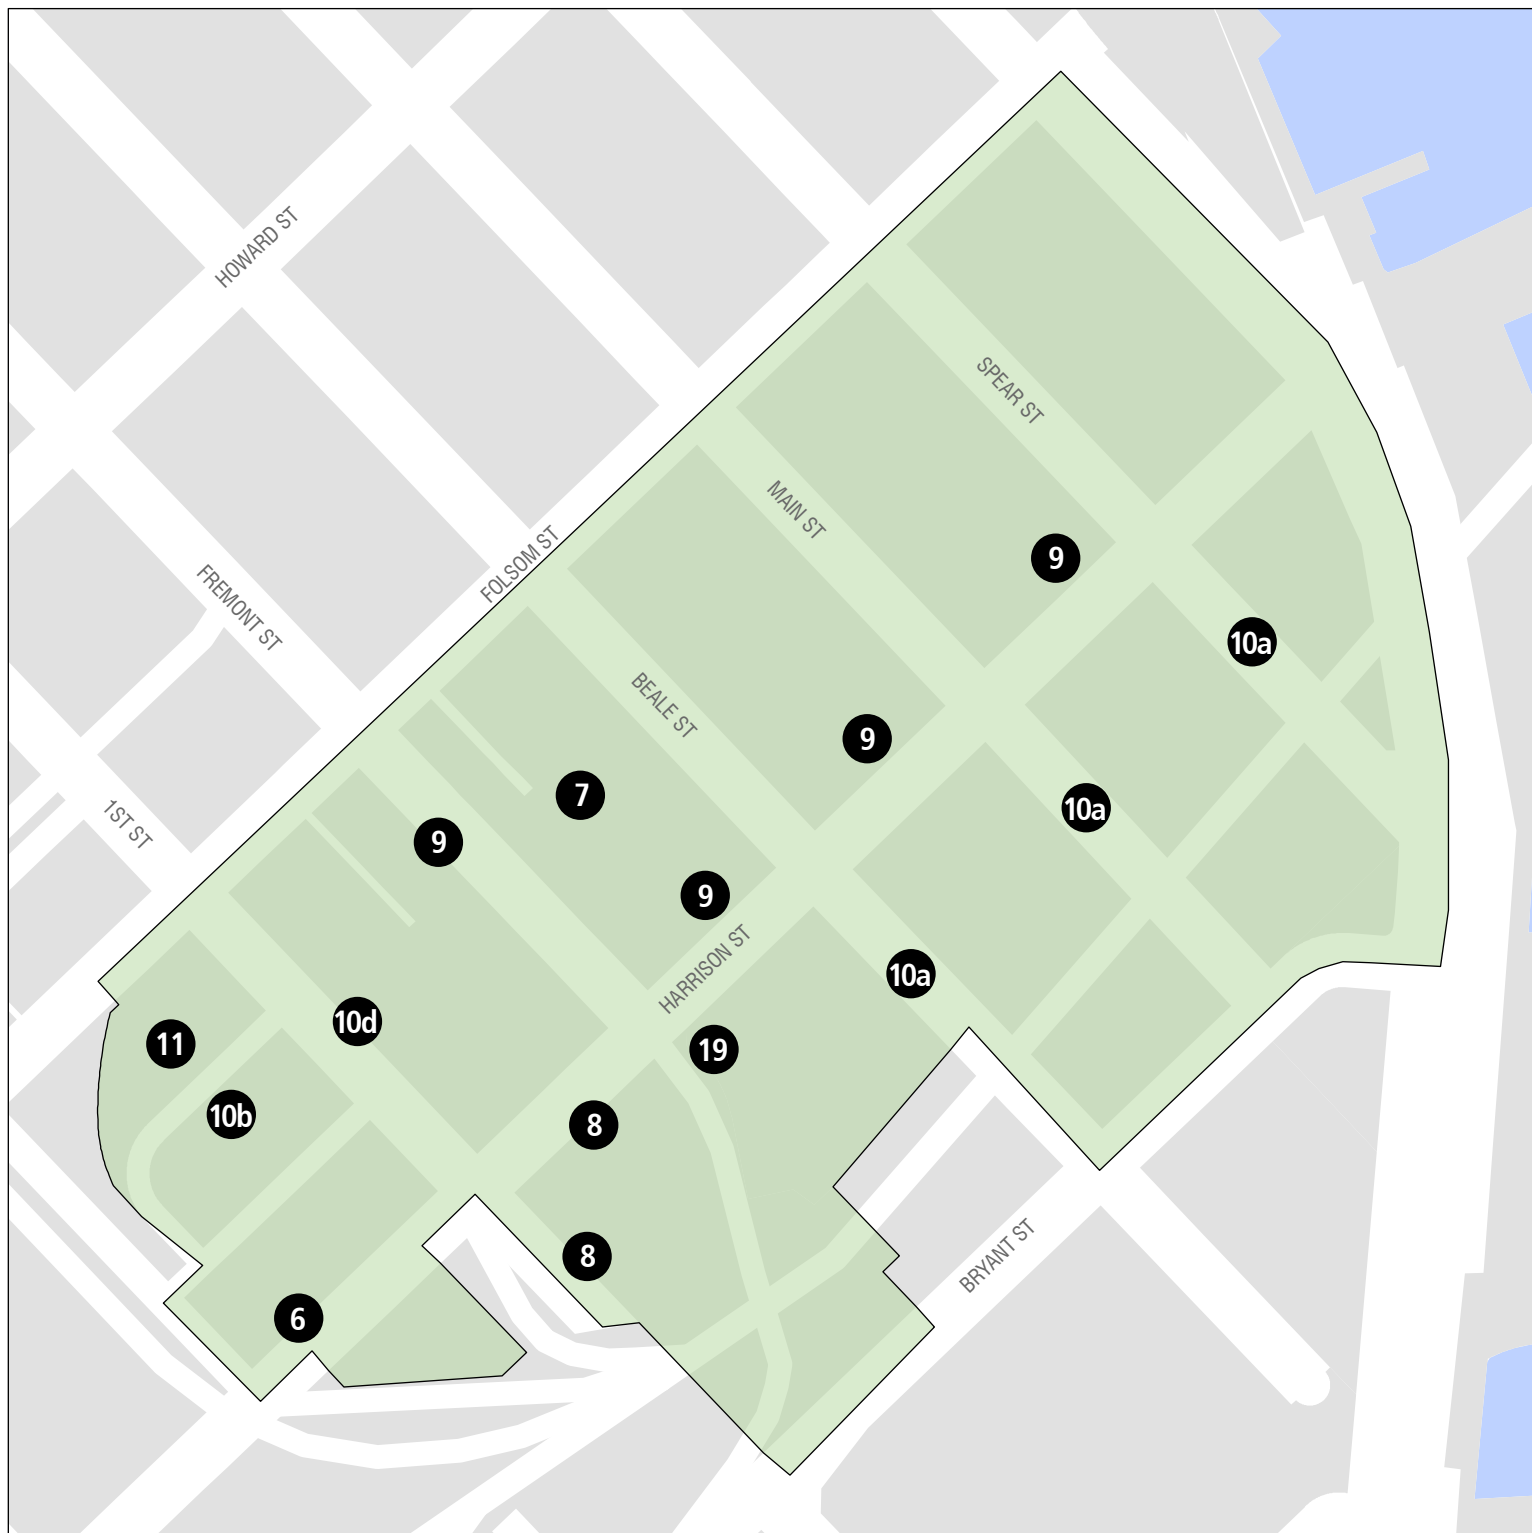 HOWARD ST
SPEAR ST
MAIN ST
FOLSOM ST
9
FREMONT ST
10a
BEALE ST
9
7
10a
1ST ST
9
9
HARRISON ST
10a
10d
11
19
10b
8
BRYANT ST
8
6